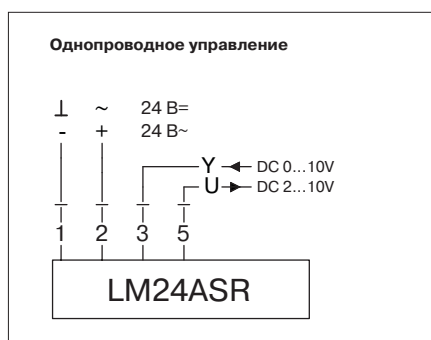 Однопроводное управление
⊥ ~ 24 В=
- + 24 В~
Y DC 0...10V
U DC 2...10V
1 2 3 5
LM24ASR